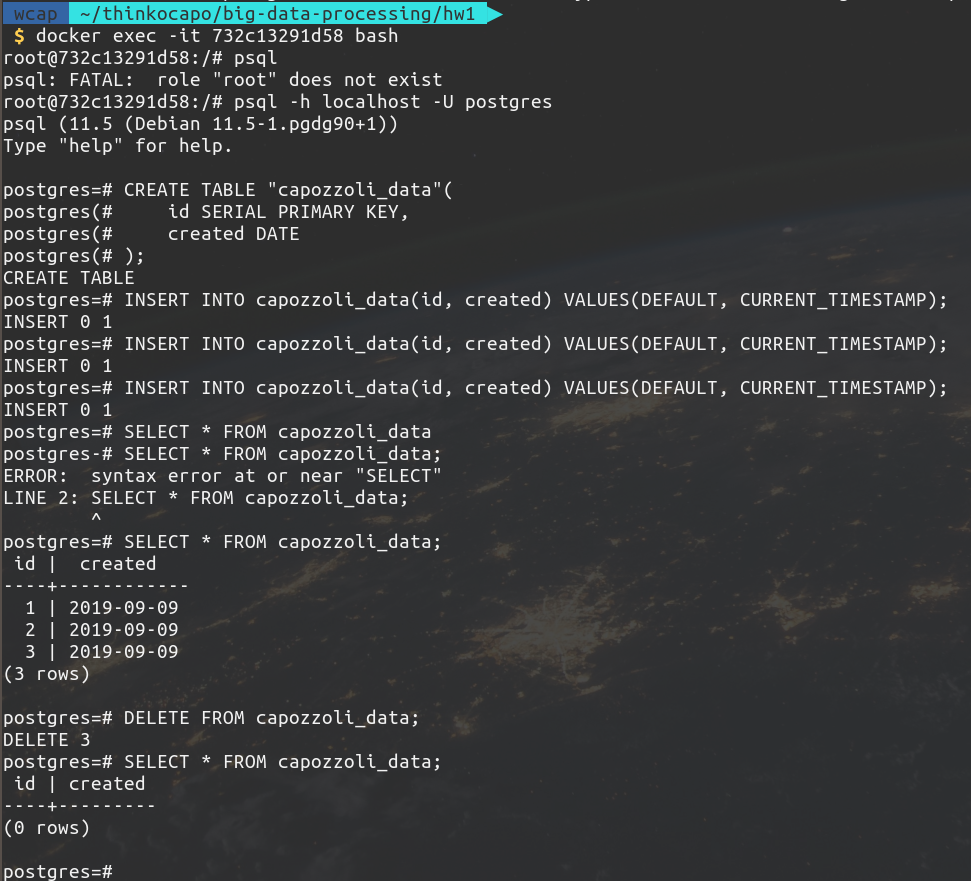 wcap ~/thinkocapo/big-data-processing/hw1
$ docker exec -it 732c13291d58 bash
root@732c13291d58:/# psql
psql: FATAL:  role "root" does not exist
root@732c13291d58:/# psql -h localhost -U postgres
psql (11.5 (Debian 11.5-1.pgdg90+1))
Type "help" for help.
postgres=# CREATE TABLE "capozzoli_data"(
postgres(#     id SERIAL PRIMARY KEY,
postgres(#     created DATE
postgres(# );
CREATE TABLE
postgres=# INSERT INTO capozzoli_data(id, created) VALUES(DEFAULT, CURRENT_TIMESTAMP);
INSERT 0 1
postgres=# INSERT INTO capozzoli_data(id, created) VALUES(DEFAULT, CURRENT_TIMESTAMP);
INSERT 0 1
postgres=# INSERT INTO capozzoli_data(id, created) VALUES(DEFAULT, CURRENT_TIMESTAMP);
INSERT 0 1
postgres=# SELECT * FROM capozzoli_data
postgres-# SELECT * FROM capozzoli_data;
ERROR:  syntax error at or near "SELECT"
LINE 2: SELECT * FROM capozzoli_data;
        ^
postgres=# SELECT * FROM capozzoli_data;
 id |  created
----+------------
  1 | 2019-09-09
  2 | 2019-09-09
  3 | 2019-09-09
(3 rows)
postgres=# DELETE FROM capozzoli_data;
DELETE 3
postgres=# SELECT * FROM capozzoli_data;
 id | created
----+---------
(0 rows)
postgres=#